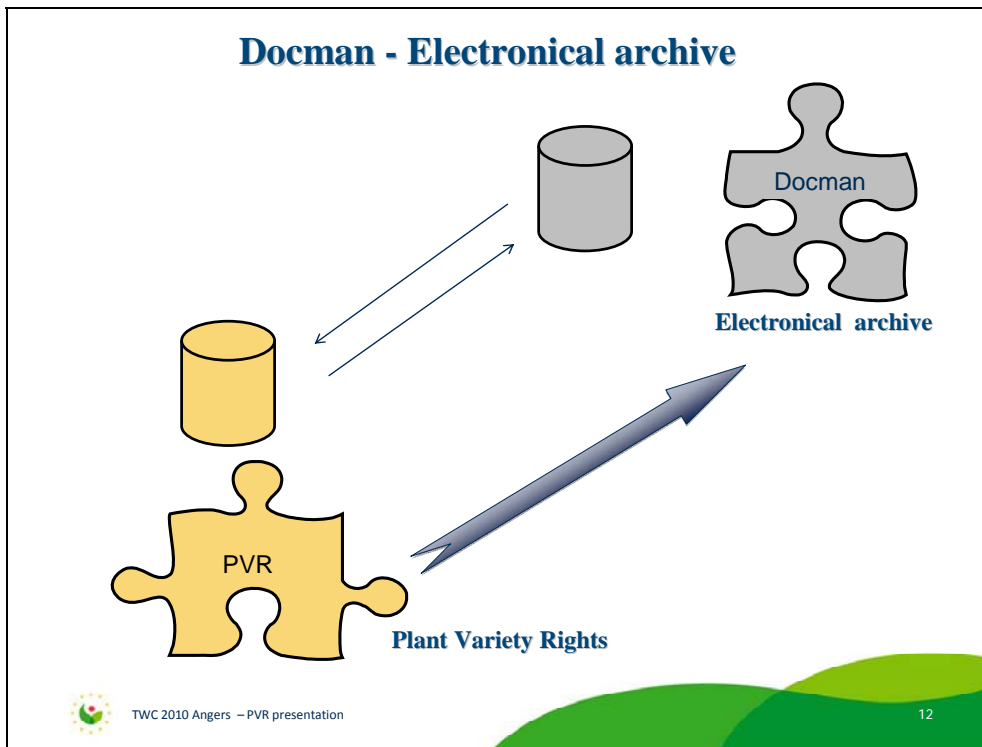 Docman - Electronical archive
Docman
Electronical archive
PVR
Plant Variety Rights
TWC 2010 Angers – PVR presentation
12